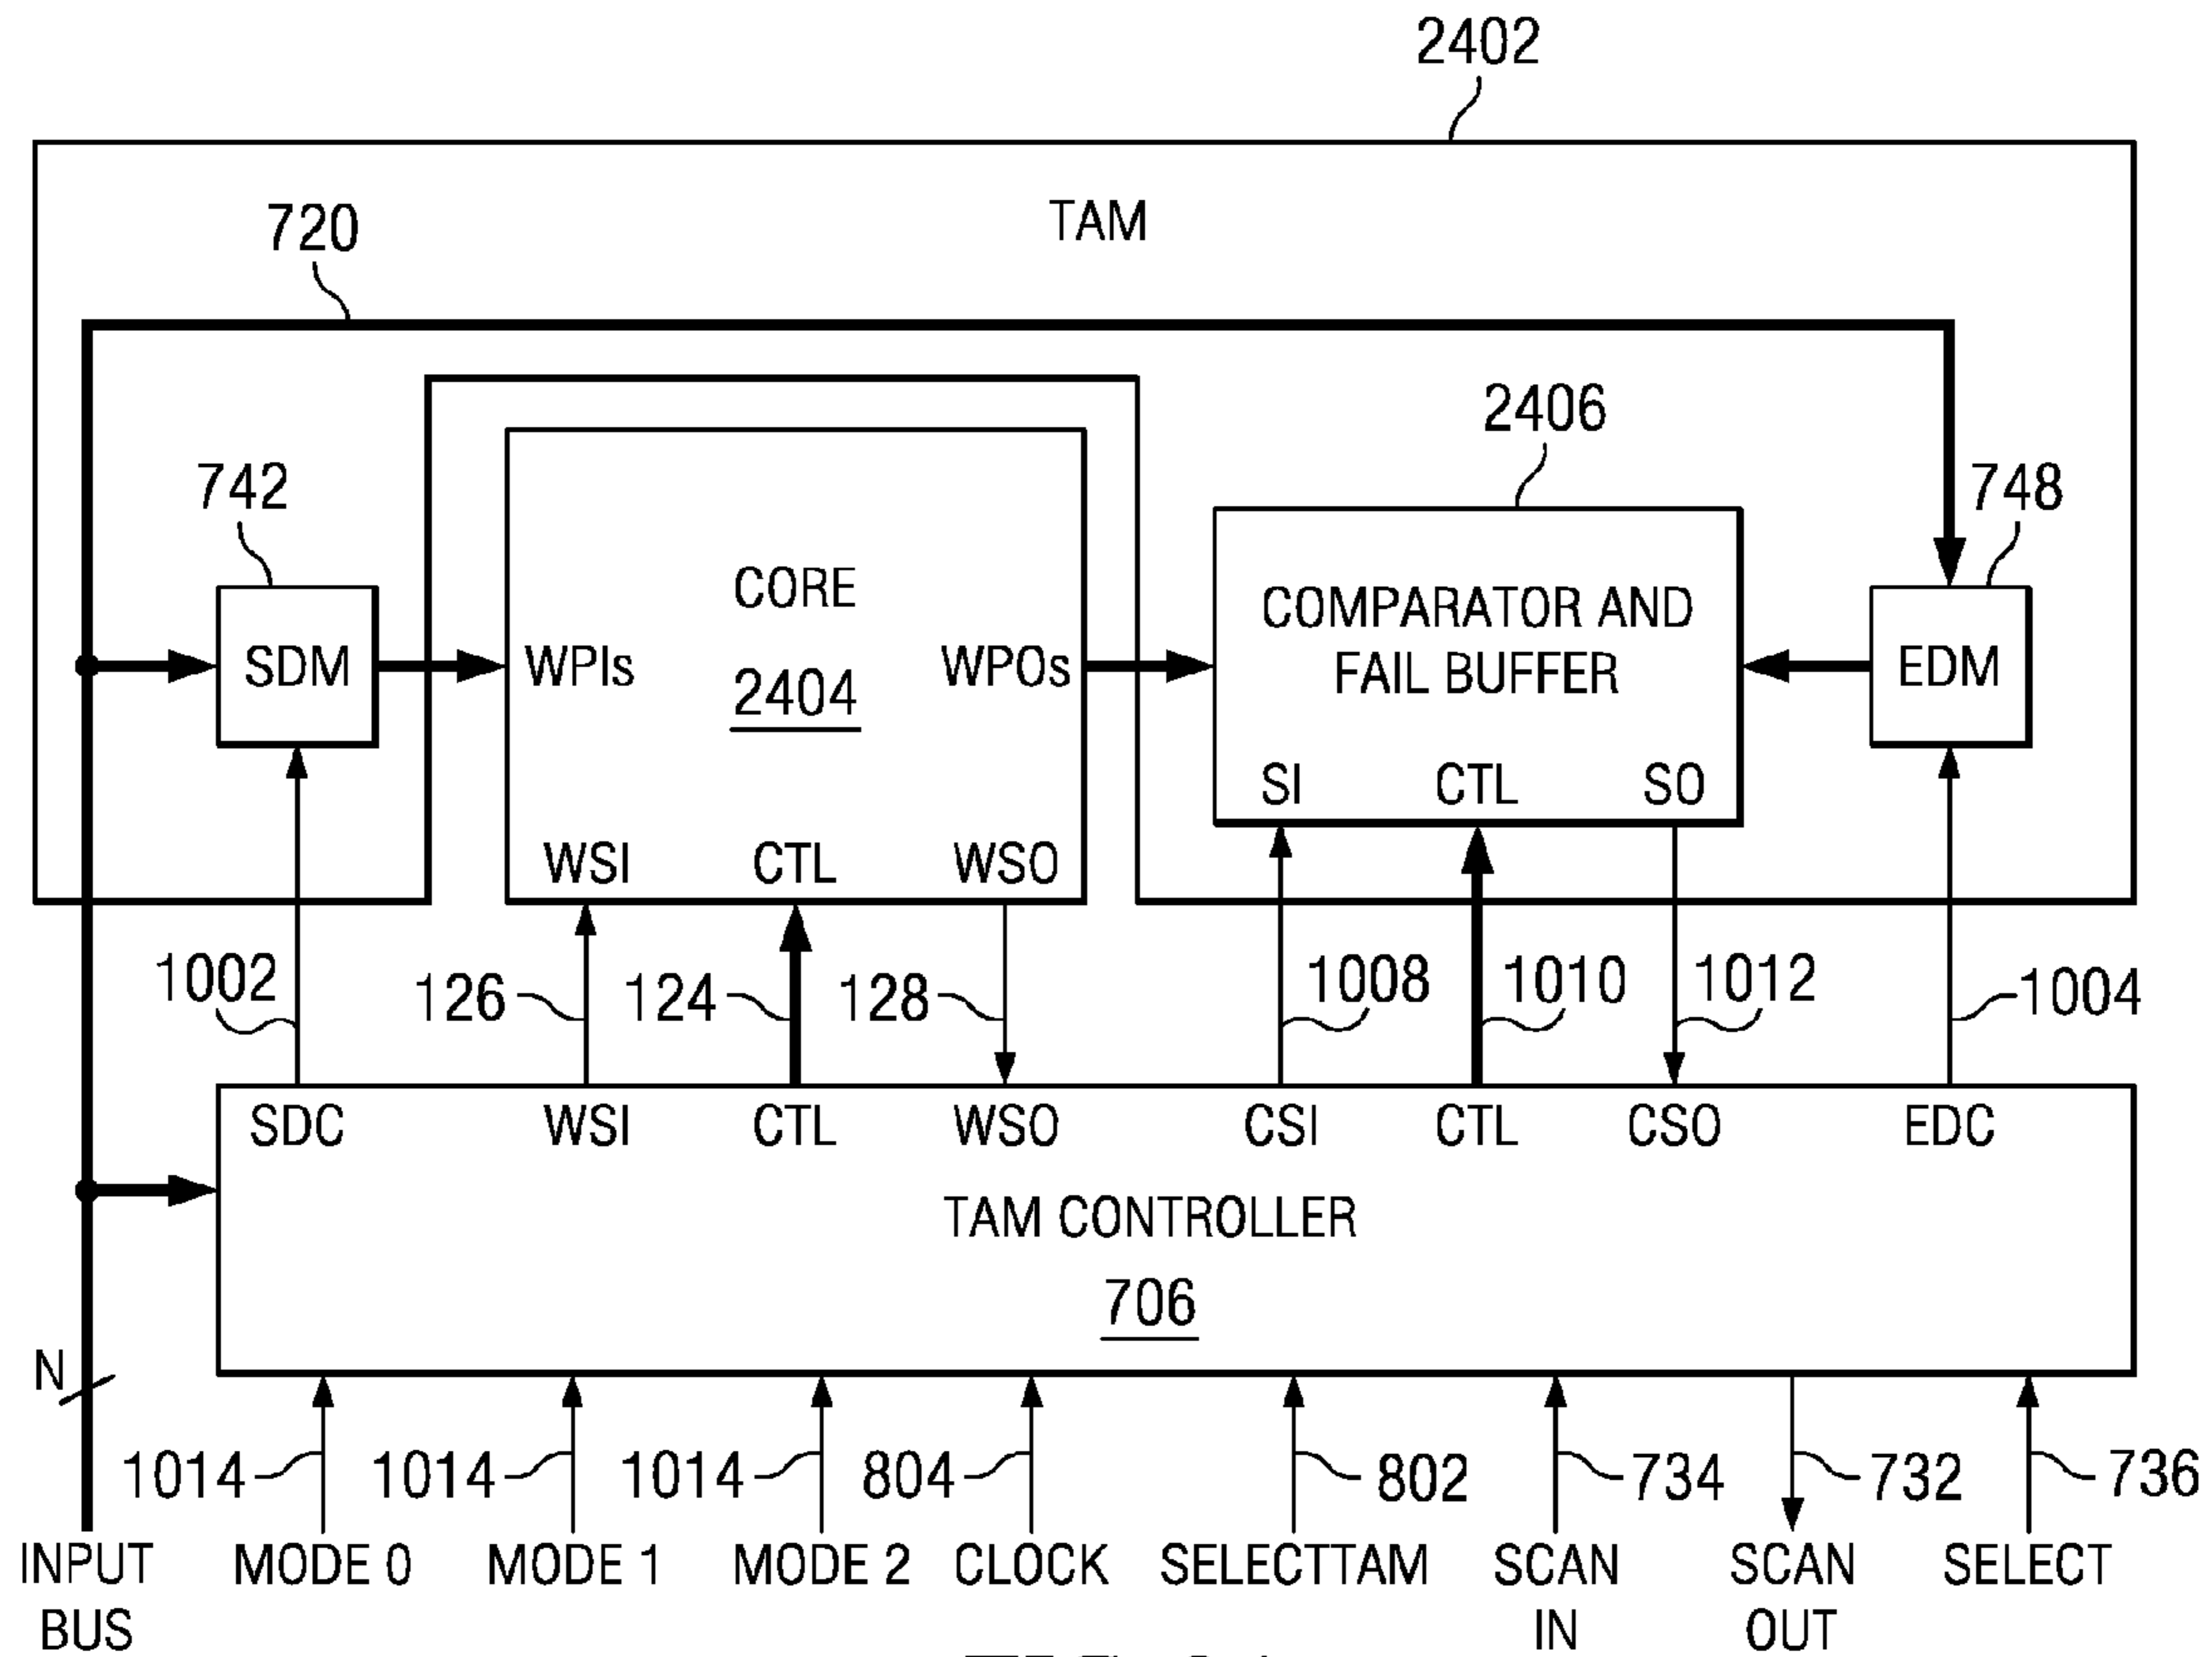 2402
TAM
720
2406
742
748
CORE
2404
SDM
WPIs
WPOs
COMPARATOR AND
FAIL BUFFER
EDM
SI CTL SO
WSI CTL WSO
1002
126
124
128
1008
1010
1012
1004
SDC WSI CTL WSO CSI CTL CSO EDC
TAM CONTROLLER
706
N
1014
1014
1014
804
802
734
732
736
INPUT
BUS
MODE 0
MODE 1
MODE 2
CLOCK
SELECTTAM
SCAN
IN
SCAN
OUT
SELECT